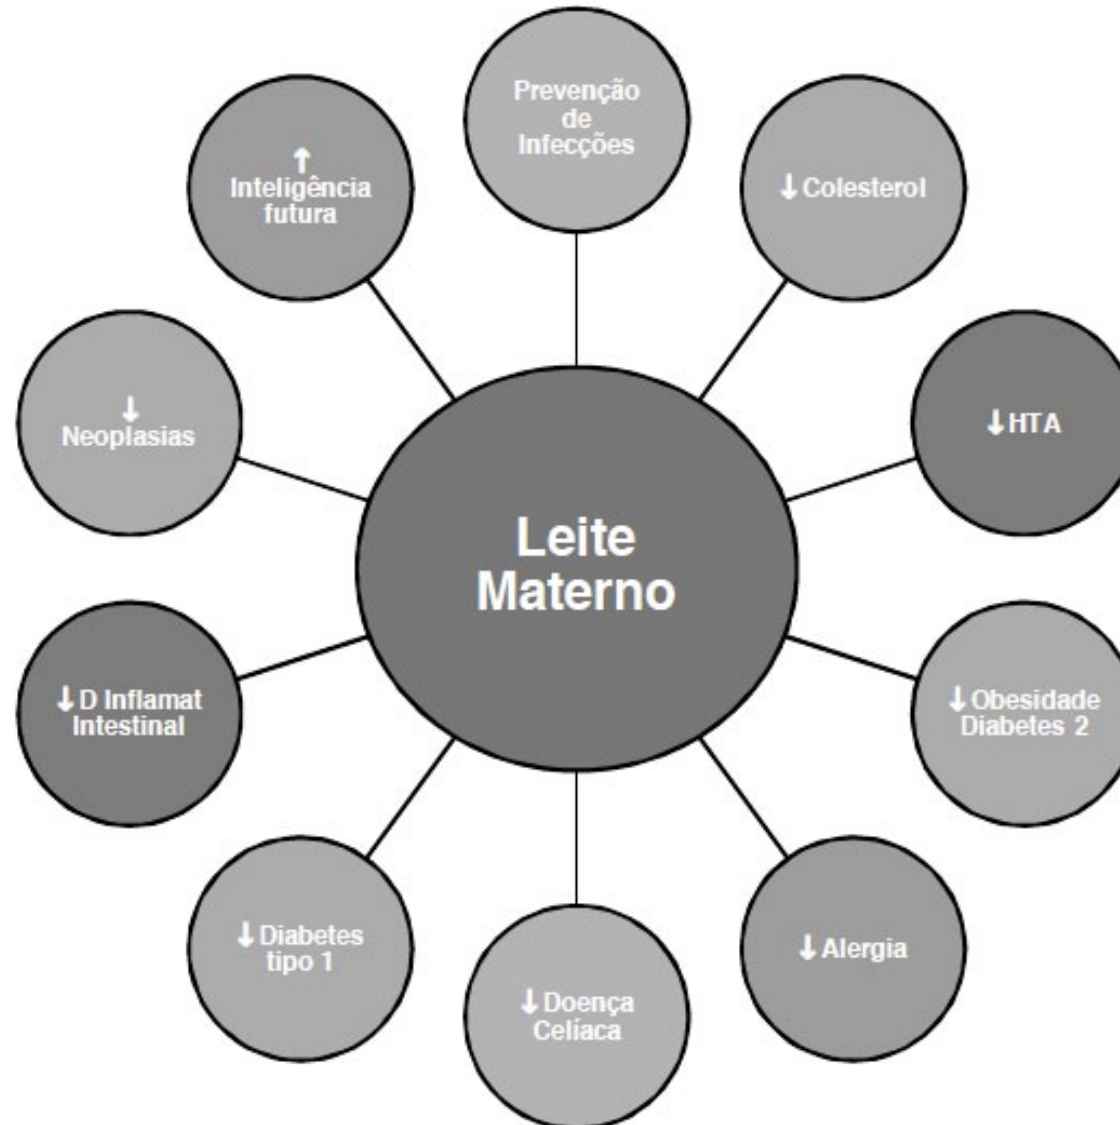 Prevenção
de
Infecções
↓Colesterol
↓HTA
↓Obesidade
Diabetes 2
↓Alergia
↓Doença
Celíaca
↓Diabetes
tipo 1
↓D Inflamat
Intestinal
↓
Neoplasias
↑
Inteligência
futura
Leite
Materno